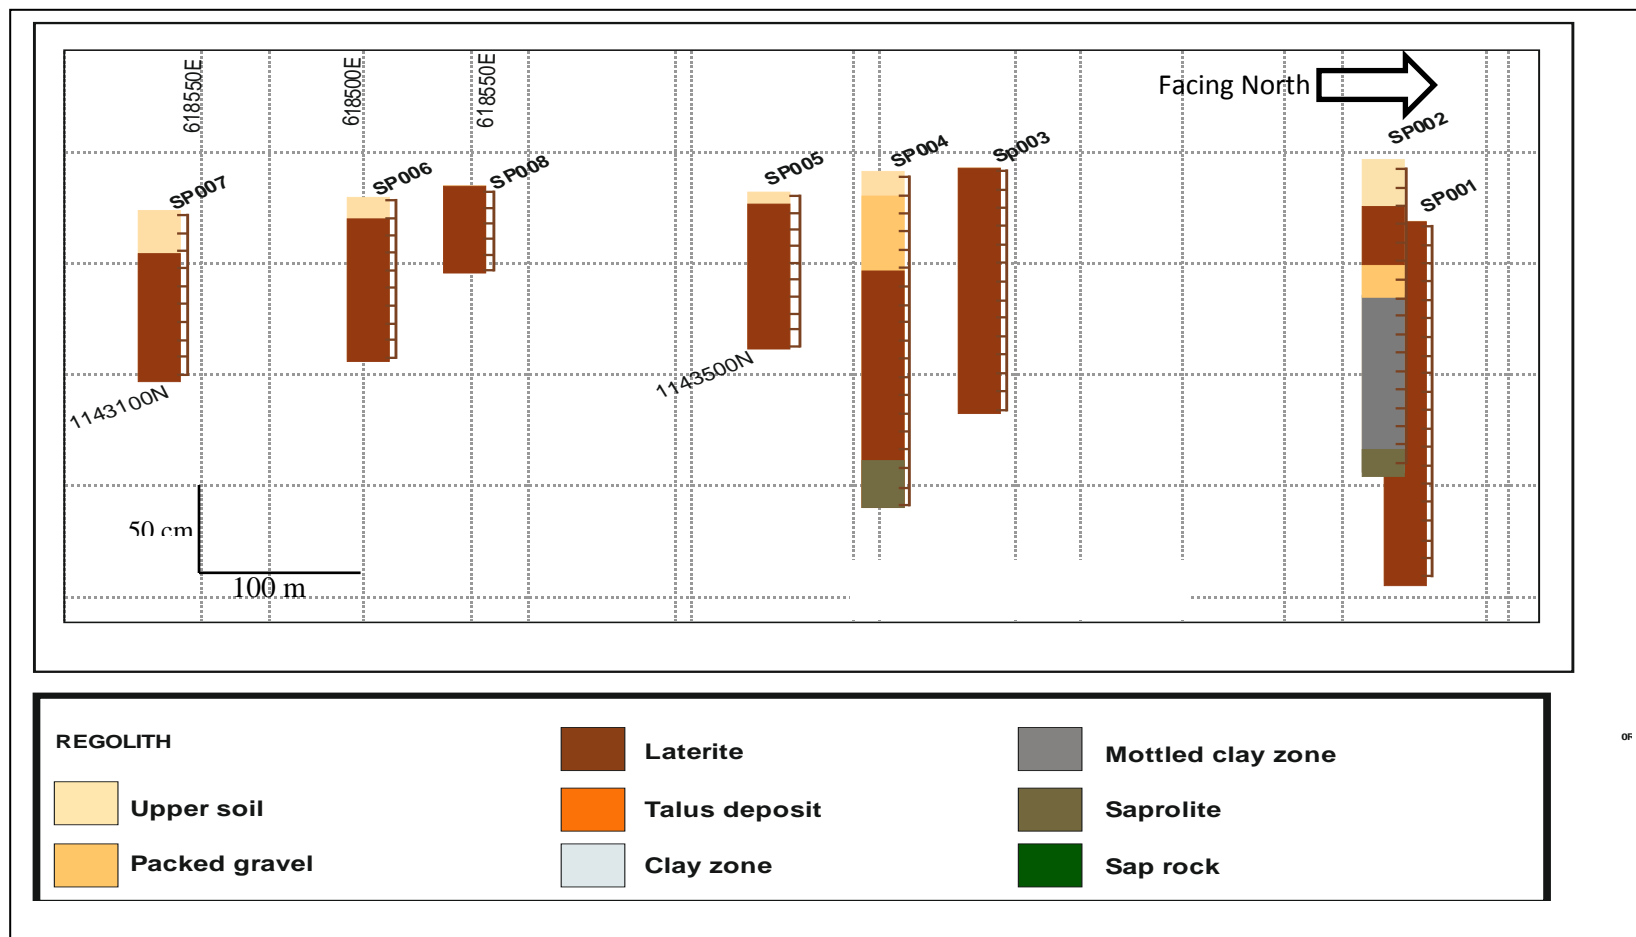 618550E
618500E
618550E
Facing North
SP007
SP006
SP008
SP005
SP004
Sp003
SP002
SP001
1143100N
1143500N
50 cm
100 m
REGOLITH
Upper soil
Packed gravel
Laterite
Talus deposit
Clay zone
Mottled clay zone
Saprolite
Sap rock